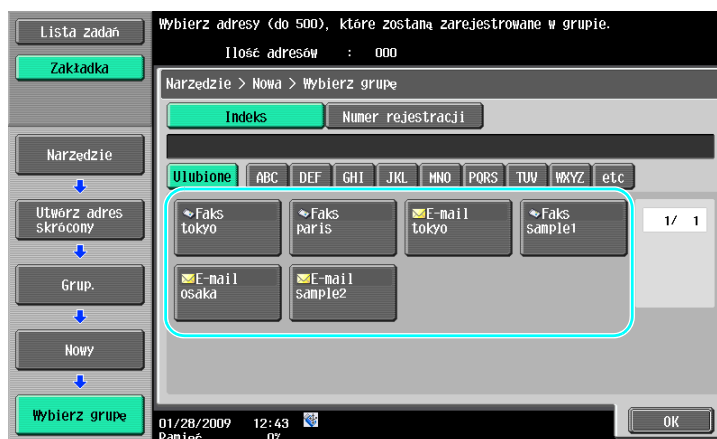 Lista zadań
Zakładka
Wybierz adresy (do 500), które zostaną zarejestrowane w grupie.
Ilość adresów : 000
Narzędzie > Nowa > Wybierz grupę
Indeks
Numer rejestracji
Ulubione ABC DEF GHI JKL MNO PQRS TUV WXYZ etc
Faks
tokyo
Faks
paris
E-mail
tokyo
Faks
sample1
E-mail
osaka
E-mail
sample2
1/ 1
Narzędzie
Utwórz adres
skrócony
Grup.
Nowy
Wybierz grupę
01/28/2009 12:43
Pamięć 0%
OK